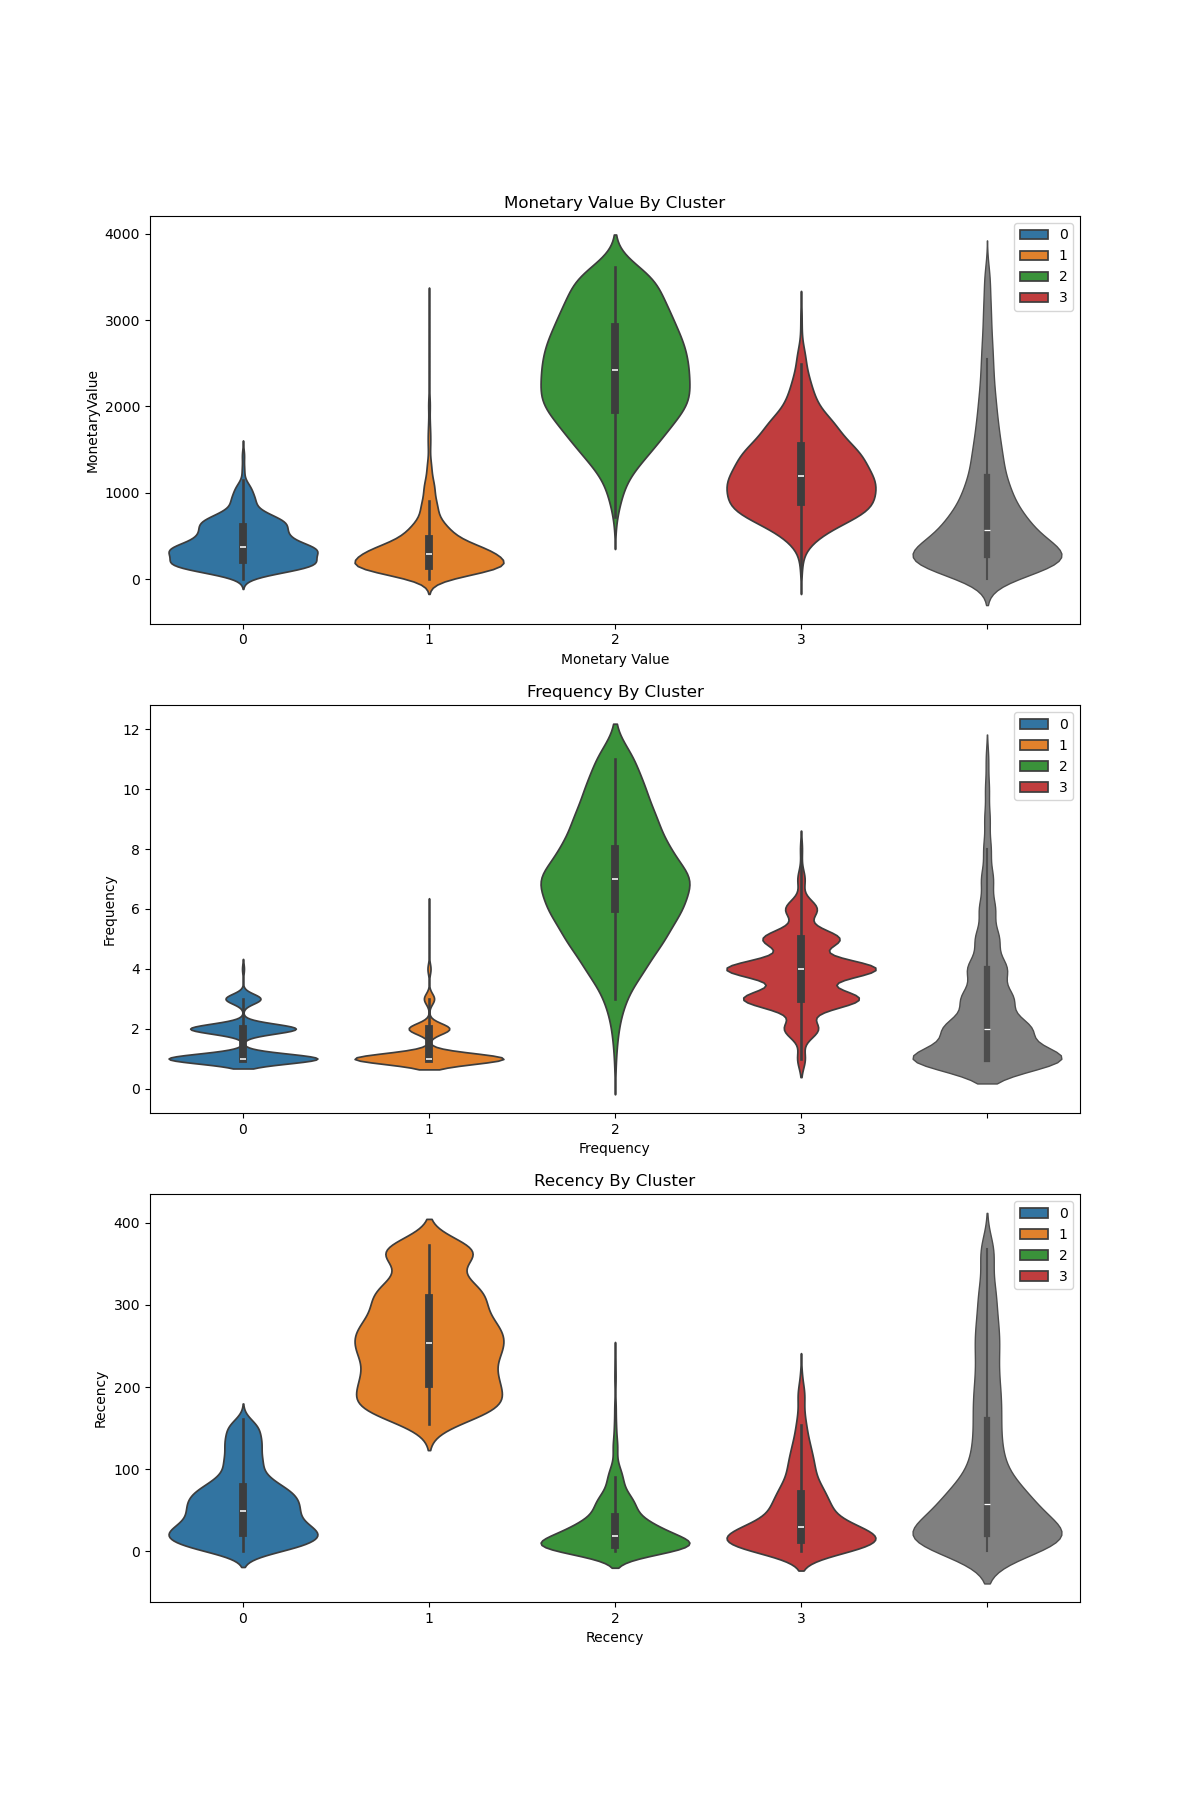 Monetary Value By Cluster
4000
3000
2000
1000
0
MonetaryValue
0
1
2
3
0 1 2 3
Monetary Value
Frequency By Cluster
12
10
8
6
4
2
0
Frequency
0
1
2
3
0 1 2 3
Frequency
Recency By Cluster
400
300
200
100
0
Recency
0
1
2
3
0 1 2 3
Recency